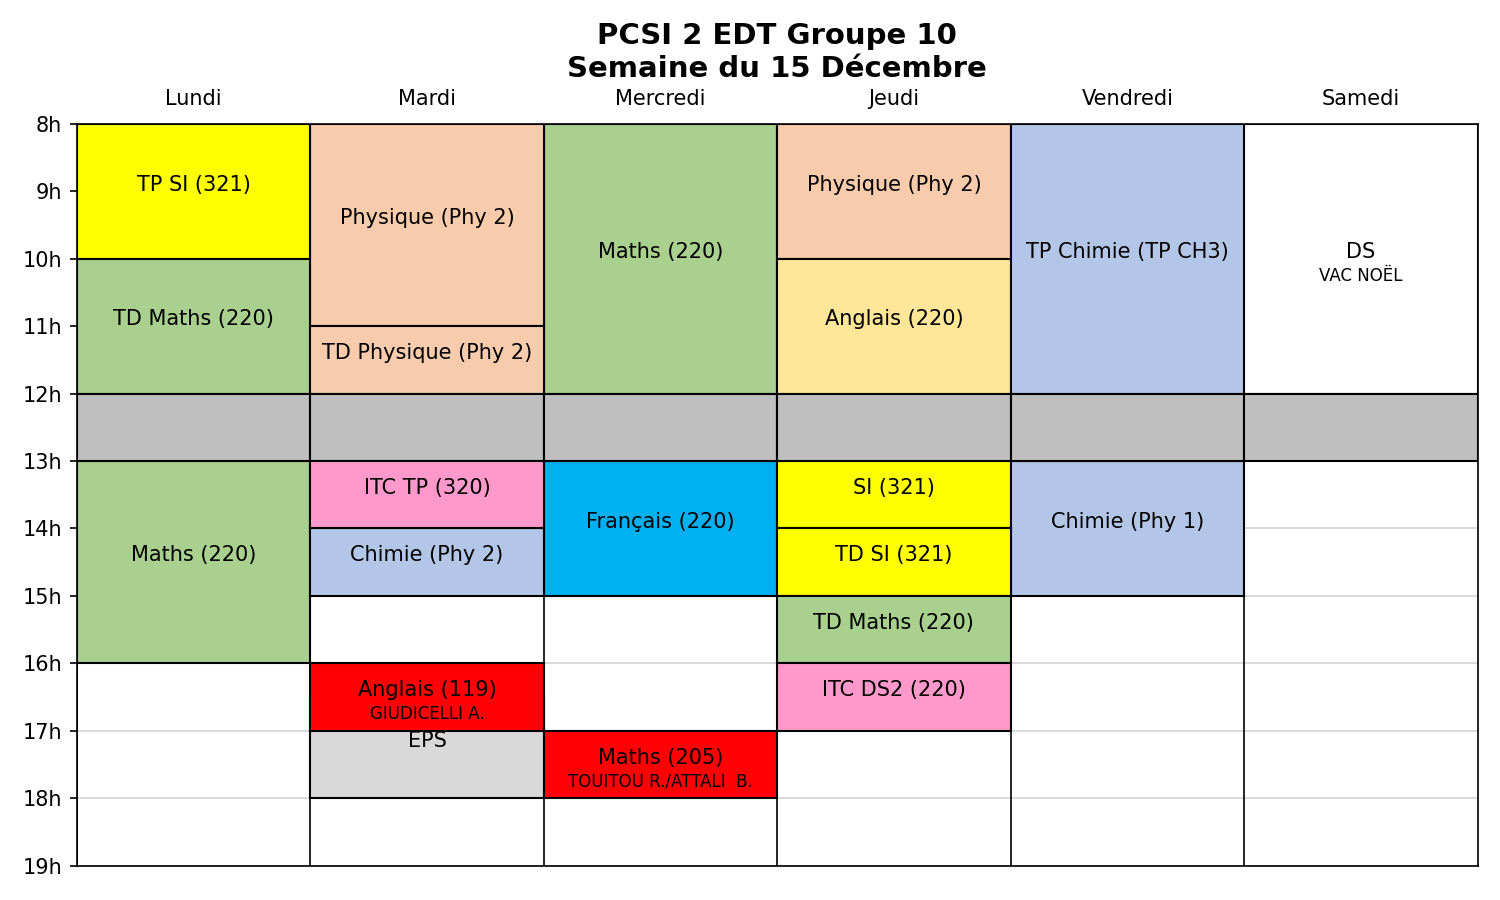 PCSI 2 EDT Groupe 10
Semaine du 15 Décembre
Lundi Mardi Mercredi Jeudi Vendredi Samedi
8h
9h
10h
11h
12h
13h
14h
15h
16h
17h
18h
19h
TP SI (321)
TD Maths (220)
Maths (220)
Physique (Phy 2)
TD Physique (Phy 2)
ITC TP (320)
Chimie (Phy 2)
Anglais (119)
GIUDICELLI A.
EPS
Maths (220)
Français (220)
Maths (205)
TOUITOU R./ATTALI  B.
Physique (Phy 2)
Anglais (220)
SI (321)
TD SI (321)
TD Maths (220)
ITC DS2 (220)
TP Chimie (TP CH3)
Chimie (Phy 1)
DS
VAC NOËL